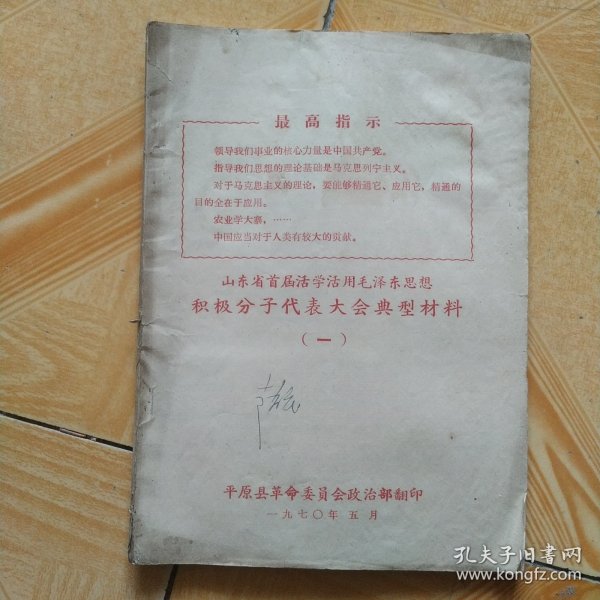 最高指示
领导我们事业的核心力量是中国共产党。
指导我们思想的理论基础是马克思列宁主义。
对于马克思主义的理论，要能够精通它、应用它，精通的
目的全在于应用。
农业学大寨，……
中国应当对于人类有较大的贡献。
山东省首届活学活用毛泽东思想
积极分子代表大会典型材料
（一）
平原县革命委员会政治部翻印
一九七〇年五月
孔夫子旧书网
www.kongfz.com